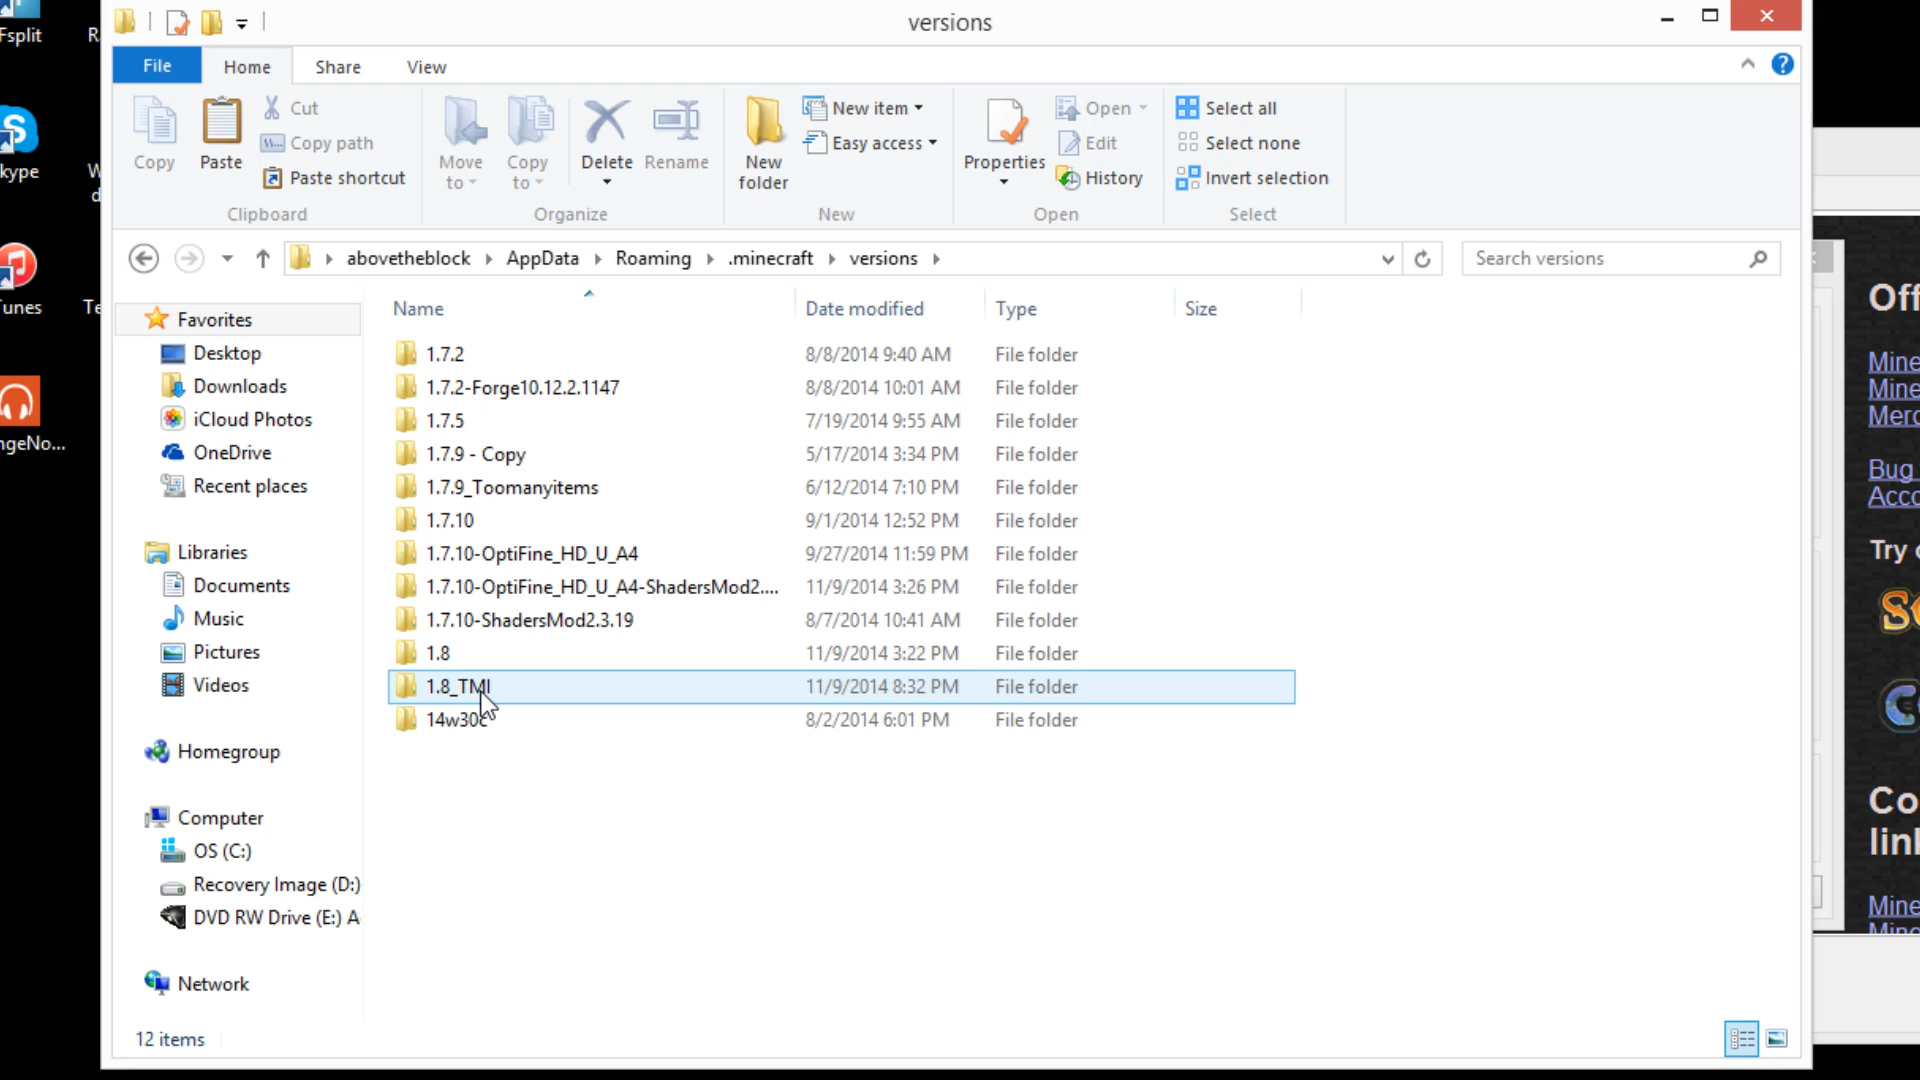 Fsplit
versions
File
Home
Share
View
Copy
Paste
Cut
Copy path
Paste shortcut
Clipboard
Move to
Copy to
Delete
Rename
Organize
New folder
New item
Easy access
New
Properties
Open
Edit
History
Open
Select all
Select none
Invert selection
Select
kype
abovetheblock
AppData
Roaming
.minecraft
versions
Search versions
Name
Date modified
Type
Size
Favorites
Desktop
Downloads
iCloud Photos
OneDrive
Recent places
Libraries
Documents
Music
Pictures
Videos
Homegroup
Computer
OS (C:)
Recovery Image (D:)
DVD RW Drive (E:) A
Network
1.7.2 8/8/2014 9:40 AM File folder
1.7.2-Forge10.12.2.1147 8/8/2014 10:01 AM File folder
1.7.5 7/19/2014 9:55 AM File folder
1.7.9 - Copy 5/17/2014 3:34 PM File folder
1.7.9_Toomanyitems 6/12/2014 7:10 PM File folder
1.7.10 9/1/2014 12:52 PM File folder
1.7.10-OptiFine_HD_U_A4 9/27/2014 11:59 PM File folder
1.7.10-OptiFine_HD_U_A4-ShadersMod2.... 11/9/2014 3:26 PM File folder
1.7.10-ShadersMod2.3.19 8/7/2014 10:41 AM File folder
1.8 11/9/2014 3:22 PM File folder
1.8_TMI 11/9/2014 8:32 PM File folder
14w30c 8/2/2014 6:01 PM File folder
12 items
Tunes
Te
ngeNo...
Off
Mine
Mine
Merc
Bug
Acco
Try
Co
link
Mine